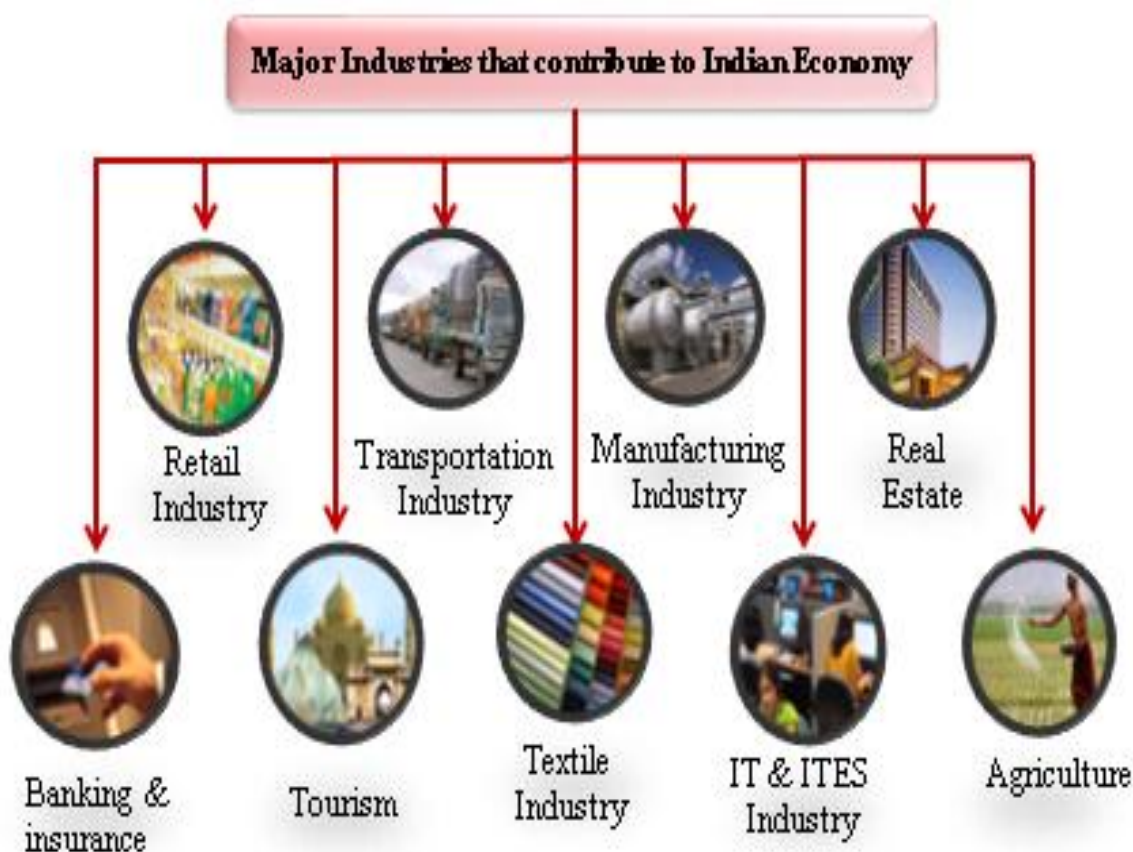 Major Industries that contribute to Indian Economy
Retail
Industry
Transportation
Industry
Manufacturing
Industry
Real
Estate
Banking &
insurance
Tourism
Textile
Industry
IT & ITES
Industry
Agriculture